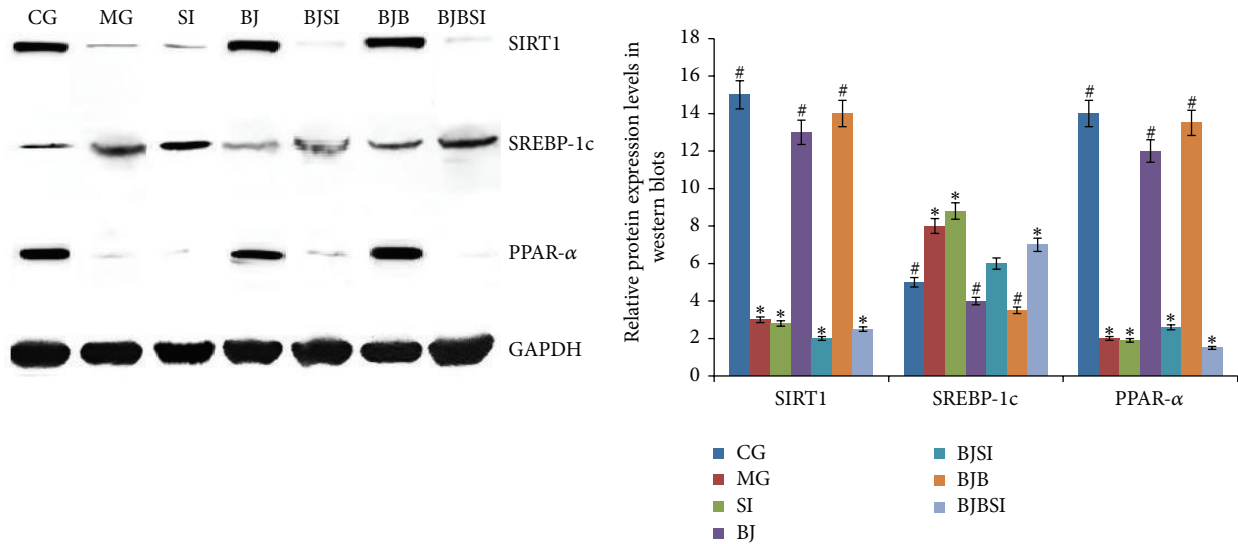 CG MG SI BJ BJSI BJB BJBSI
SIRT1
SREBP-1c
PPAR-α
GAPDH
Relative protein expression levels in
western blots
18
16
14
12
10
8
6
4
2
0
# * * # * # *
# * * # # *
# * * # * # *
SIRT1 SREBP-1c PPAR-α
CG
MG
SI
BJ
BJSI
BJB
BJBSI